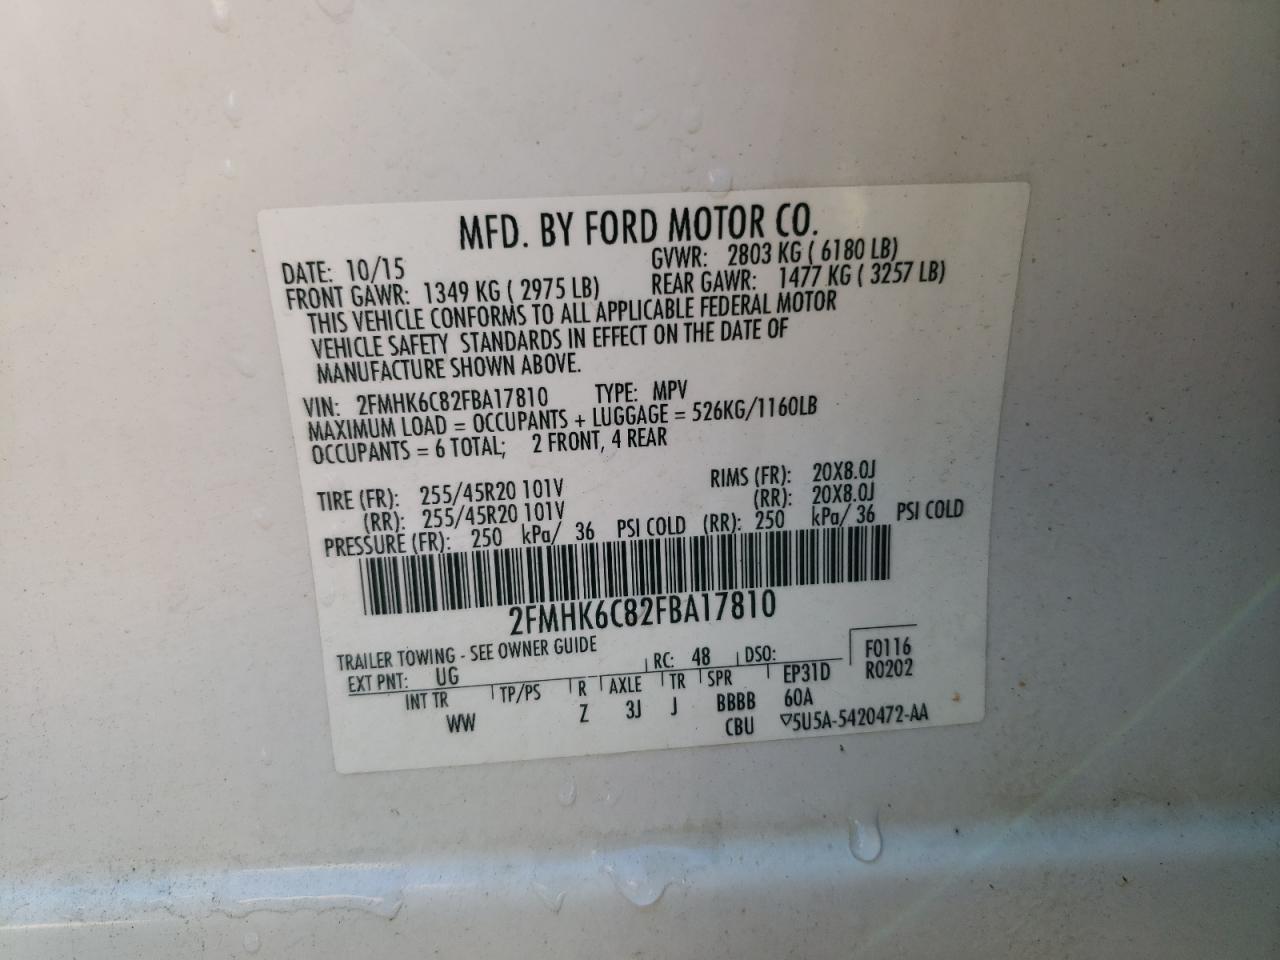 MFD. BY FORD MOTOR CO.
DATE: 10/15 GVWR: 2803 KG ( 6180 LB)
FRONT GAWR: 1349 KG ( 2975 LB) REAR GAWR: 1477 KG ( 3257 LB)
THIS VEHICLE CONFORMS TO ALL APPLICABLE FEDERAL MOTOR
VEHICLE SAFETY STANDARDS IN EFFECT ON THE DATE OF
MANUFACTURE SHOWN ABOVE.
VIN: 2FMHK6C82FBA17810 TYPE: MPV
MAXIMUM LOAD = OCCUPANTS + LUGGAGE = 526KG/1160LB
OCCUPANTS = 6 TOTAL; 2 FRONT, 4 REAR
TIRE (FR): 255/45R20 101V RIMS (FR): 20X8.0J
(RR): 255/45R20 101V (RR): 20X8.0J
PRESSURE (FR): 250 kPa/ 36 PSI COLD (RR): 250 kPa/ 36 PSI COLD
2FMHK6C82FBA17810
TRAILER TOWING - SEE OWNER GUIDE
EXT PNT: UG RC: 48 DSO: F0116
R0202
INT TR TP/PS R AXLE TR SPR EP31D
WW Z 3J J BBBB 60A
CBU ▽5U5A-5420472-AA